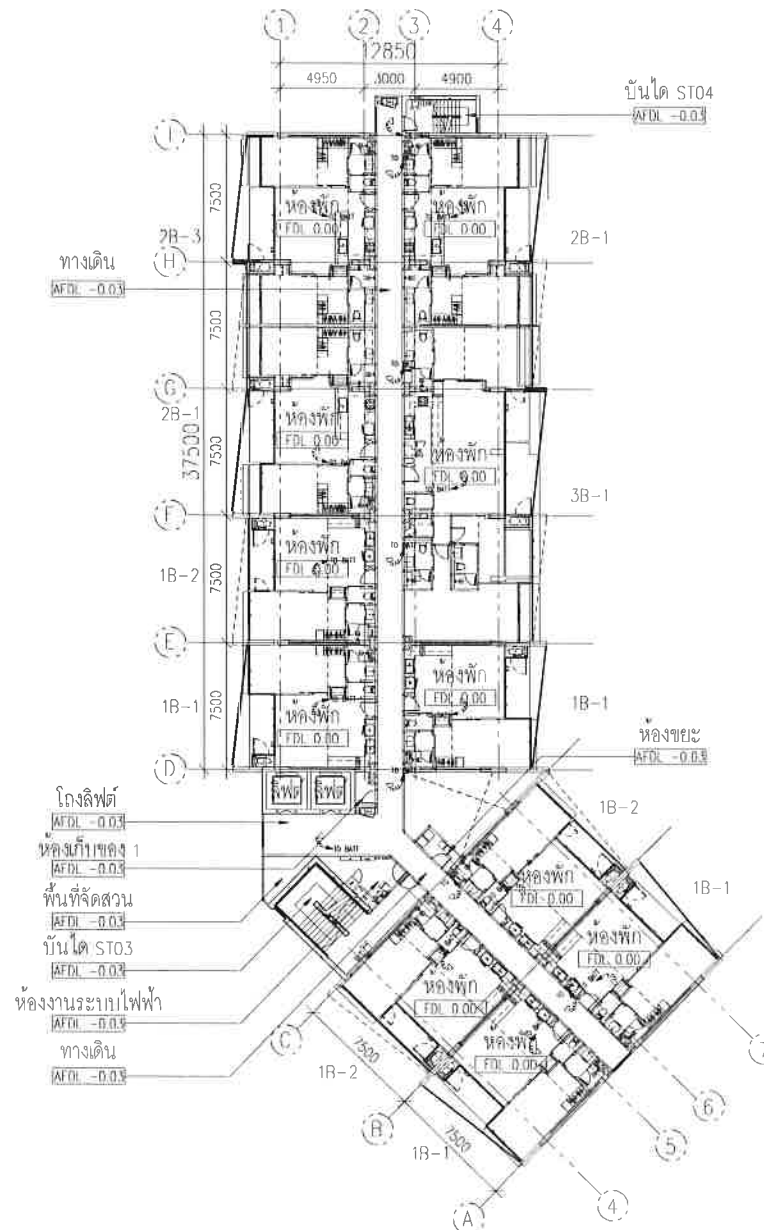 1 2 3 4
12850
4950 3000 4900
บันได ST04
AFDL -0.03
I
7500
ห้องพัก
FDL 0.00
ห้องพัก
FDL 0.00
2B-3
2B-1
ทางเดิน
AFDL -0.03
H
7500
G
2B-1
37500
7500
ห้องพัก
FDL 0.00
ห้องพัก
FDL 0.00
3B-1
F
ห้องพัก
FDL 0.00
1B-2
7500
E
ห้องพัก
FDL 0.00
1B-1
7500
ห้องพัก
FDL 0.00
1B-1
ห้องขยะ
AFDL -0.03
D
ลิฟต์ ลิฟต์
โถงลิฟต์
AFDL -0.03
TO BATT
ห้องเก็บของ 1
AFDL -0.03
พื้นที่จัดสวน
AFDL -0.03
บันได ST03
AFDL -0.03
ห้องงานระบบไฟฟ้า
AFDL -0.03
ทางเดิน
AFDL -0.03
1B-2
1B-1
ห้องพัก
FDL 0.00
ห้องพัก
FDL 0.00
ห้องพัก
FDL 0.00
ห้องพัก
FDL 0.00
C
7500
1B-2
B
7500
1B-1
A
4
5
6
7